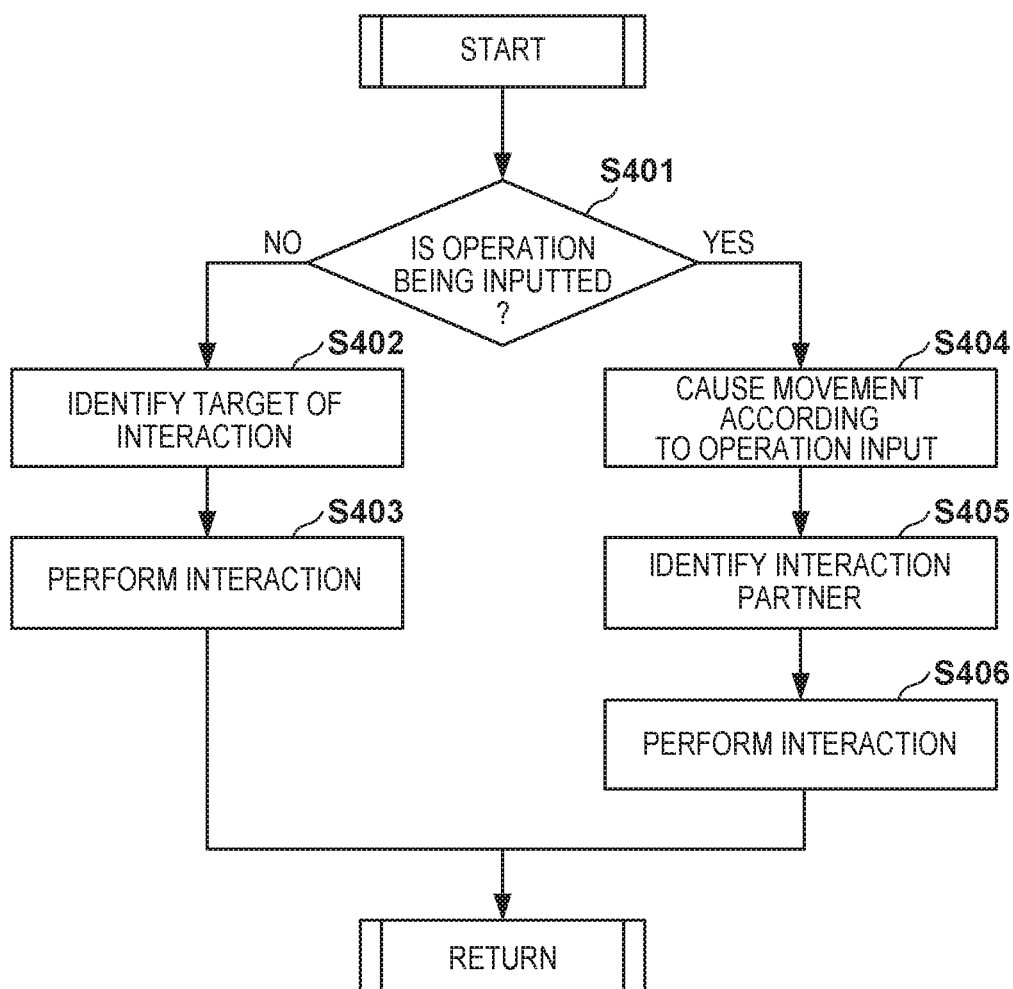 START
S401
NO
YES
IS OPERATION
BEING INPUTTED
?
S402
IDENTIFY TARGET OF
INTERACTION
S403
PERFORM INTERACTION
S404
CAUSE MOVEMENT
ACCORDING
TO OPERATION INPUT
S405
IDENTIFY INTERACTION
PARTNER
S406
PERFORM INTERACTION
RETURN